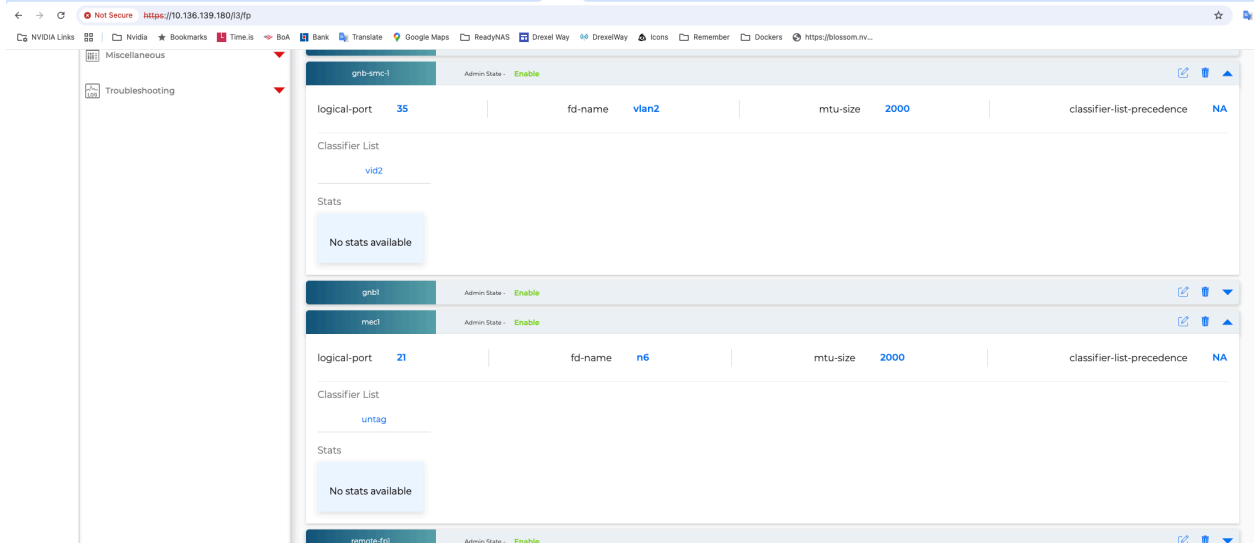 Not Secure https://10.136.139.180/l3/fp
NVIDIA Links Nvidia Bookmarks Time.is BoA Bank Translate Google Maps ReadyNAS Drexel Way DrexelWay Icons Remember Dockers https://blossom.nv...
Miscellaneous
LOG Troubleshooting
gnb-smc-1 Admin State - Enable
logical-port 35 fd-name vlan2 mtu-size 2000 classifier-list-precedence NA
Classifier List
vid2
Stats
No stats available
gnb1 Admin State - Enable
mec1 Admin State - Enable
logical-port 21 fd-name n6 mtu-size 2000 classifier-list-precedence NA
Classifier List
untag
Stats
No stats available
remote-fp1 Admin State - Enable